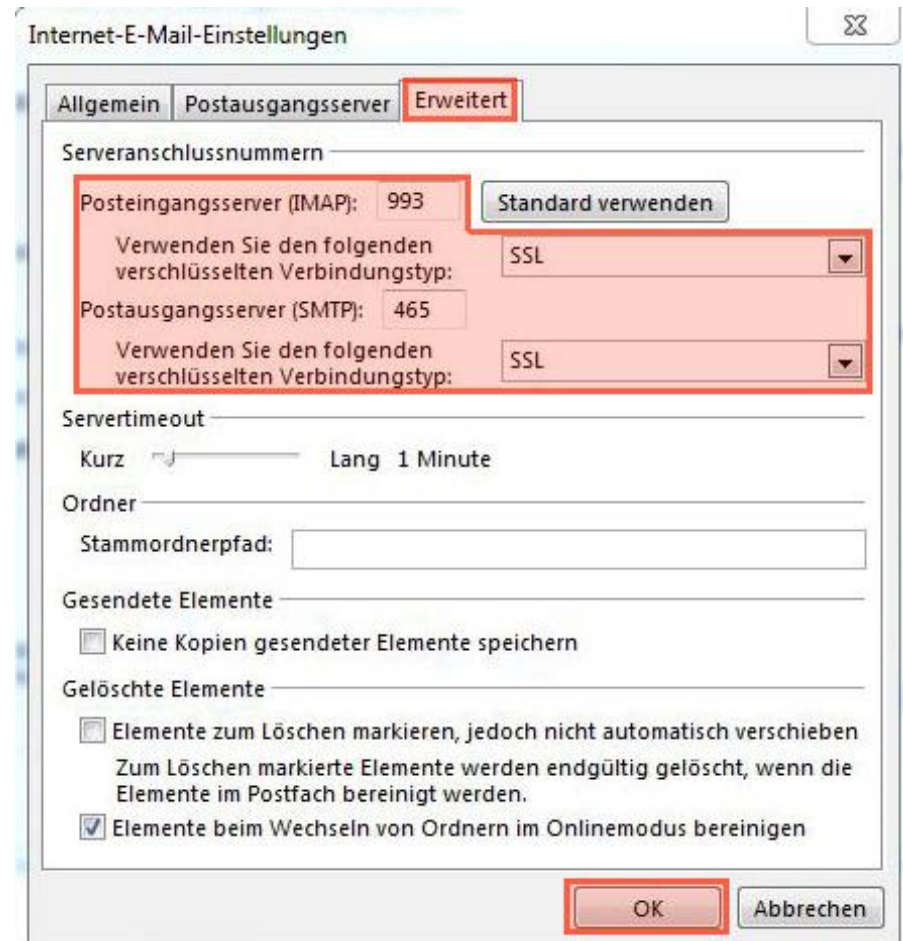 Internet-E-Mail-Einstellungen
Allgemein Postausgangsserver Erweitert
Serveranschlussnummern
Posteingangsserver (IMAP): 993 Standard verwenden
Verwenden Sie den folgenden
verschlüsselten Verbindungstyp: SSL
Postausgangsserver (SMTP): 465
Verwenden Sie den folgenden
verschlüsselten Verbindungstyp: SSL
Servertimeout
Kurz Lang 1 Minute
Ordner
Stammordnerpfad:
Gesendete Elemente
Keine Kopien gesendeter Elemente speichern
Gelöschte Elemente
Elemente zum Löschen markieren, jedoch nicht automatisch verschieben
Zum Löschen markierte Elemente werden endgültig gelöscht, wenn die
Elemente im Postfach bereinigt werden.
Elemente beim Wechseln von Ordnern im Onlinemodus bereinigen
OK Abbrechen